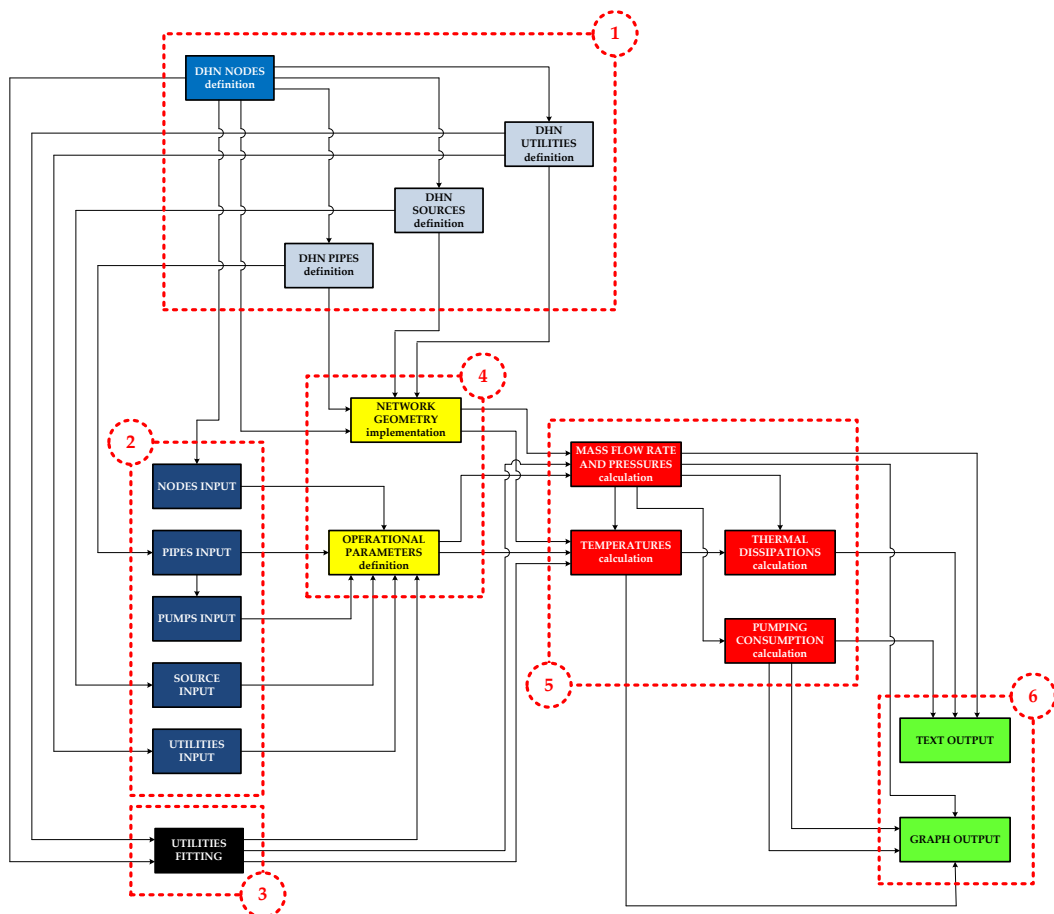 1
DHN NODES
definition
DHN
UTILITIES
definition
DHN
SOURCES
definition
DHN PIPES
definition
4
NETWORK
GEOMETRY
implementation
2
NODES INPUT
PIPES INPUT
PUMPS INPUT
SOURCE
INPUT
UTILITIES
INPUT
OPERATIONAL
PARAMETERS
definition
MASS FLOW RATE
AND PRESSURES
calculation
TEMPERATURES
calculation
THERMAL
DISSIPATIONS
calculation
PUMPING
CONSUMPTION
calculation
5
6
TEXT OUTPUT
GRAPH OUTPUT
UTILITIES
FITTING
3